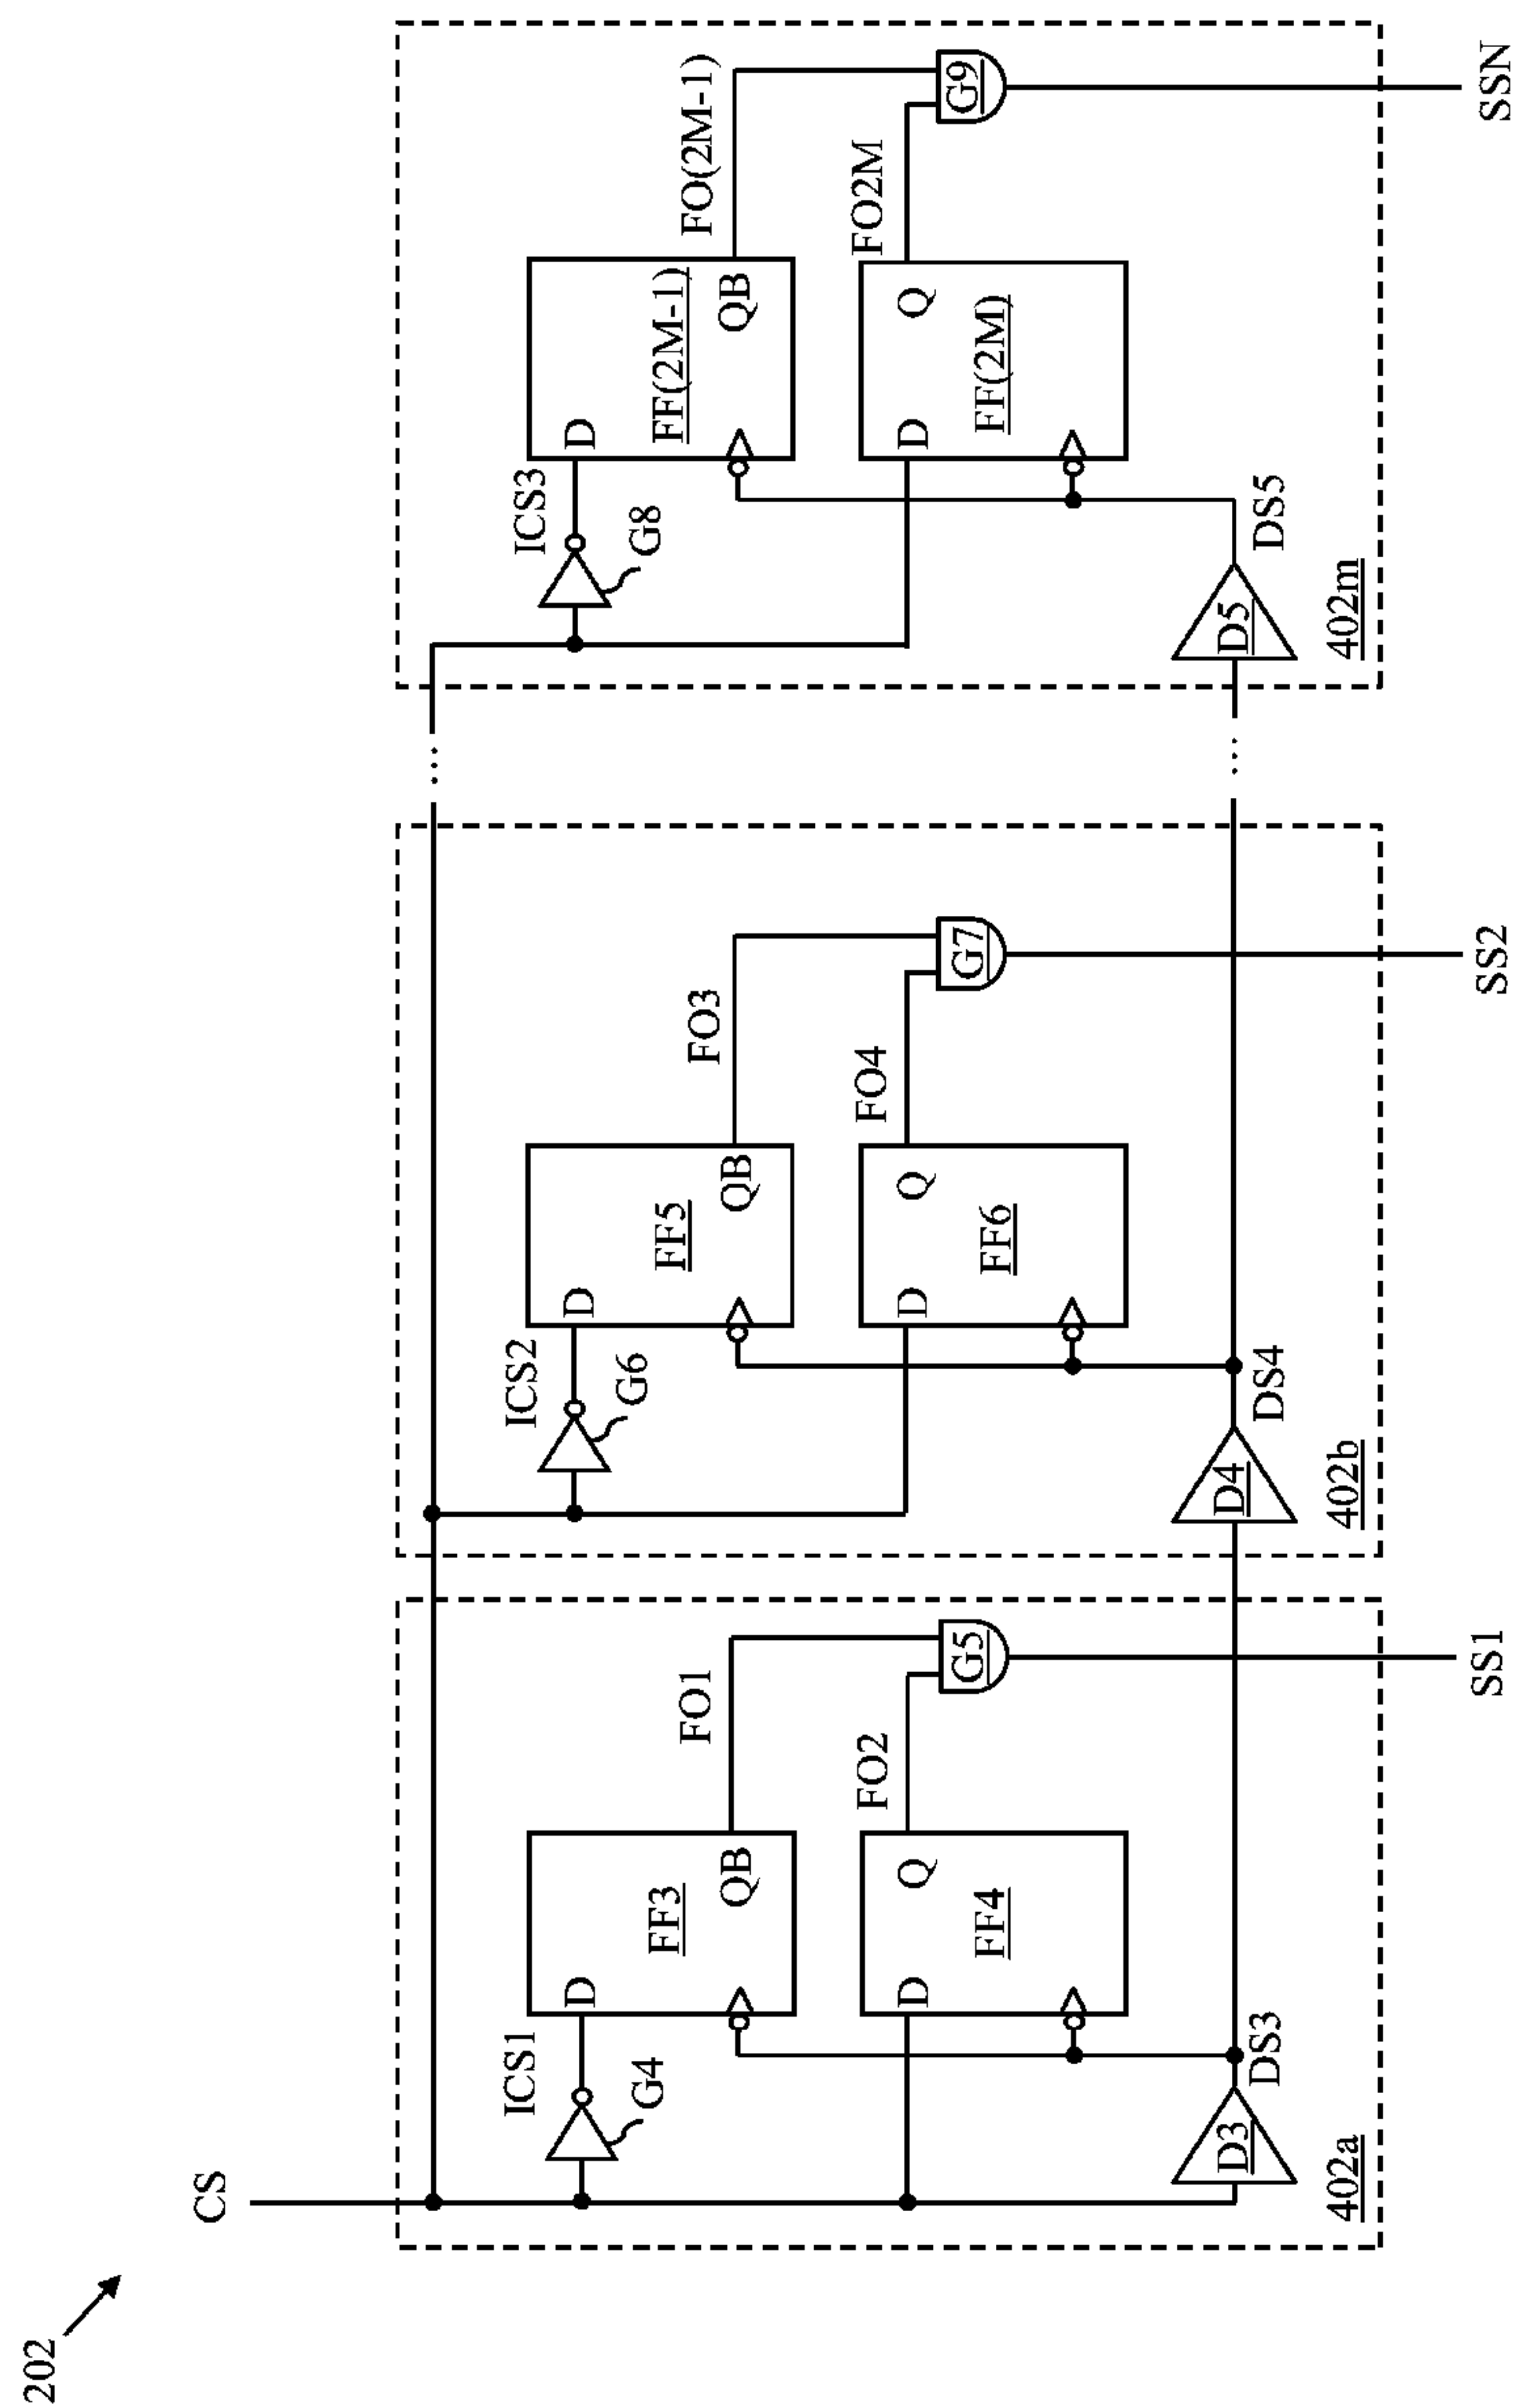 202
CS
ICS1
G4
D
FF3
QB
FO1
D
Q
FF4
FO2
G5
D3
DS3
402a
SS1
ICS2
G6
D
FF5
QB
FO3
D
Q
FF6
FO4
G7
D4
DS4
402b
SS2
...
...
ICS3
G8
D
FF(2M-1)
QB
FO(2M-1)
D
Q
FF(2M)
FO2M
G9
D5
DS5
402m
SSN